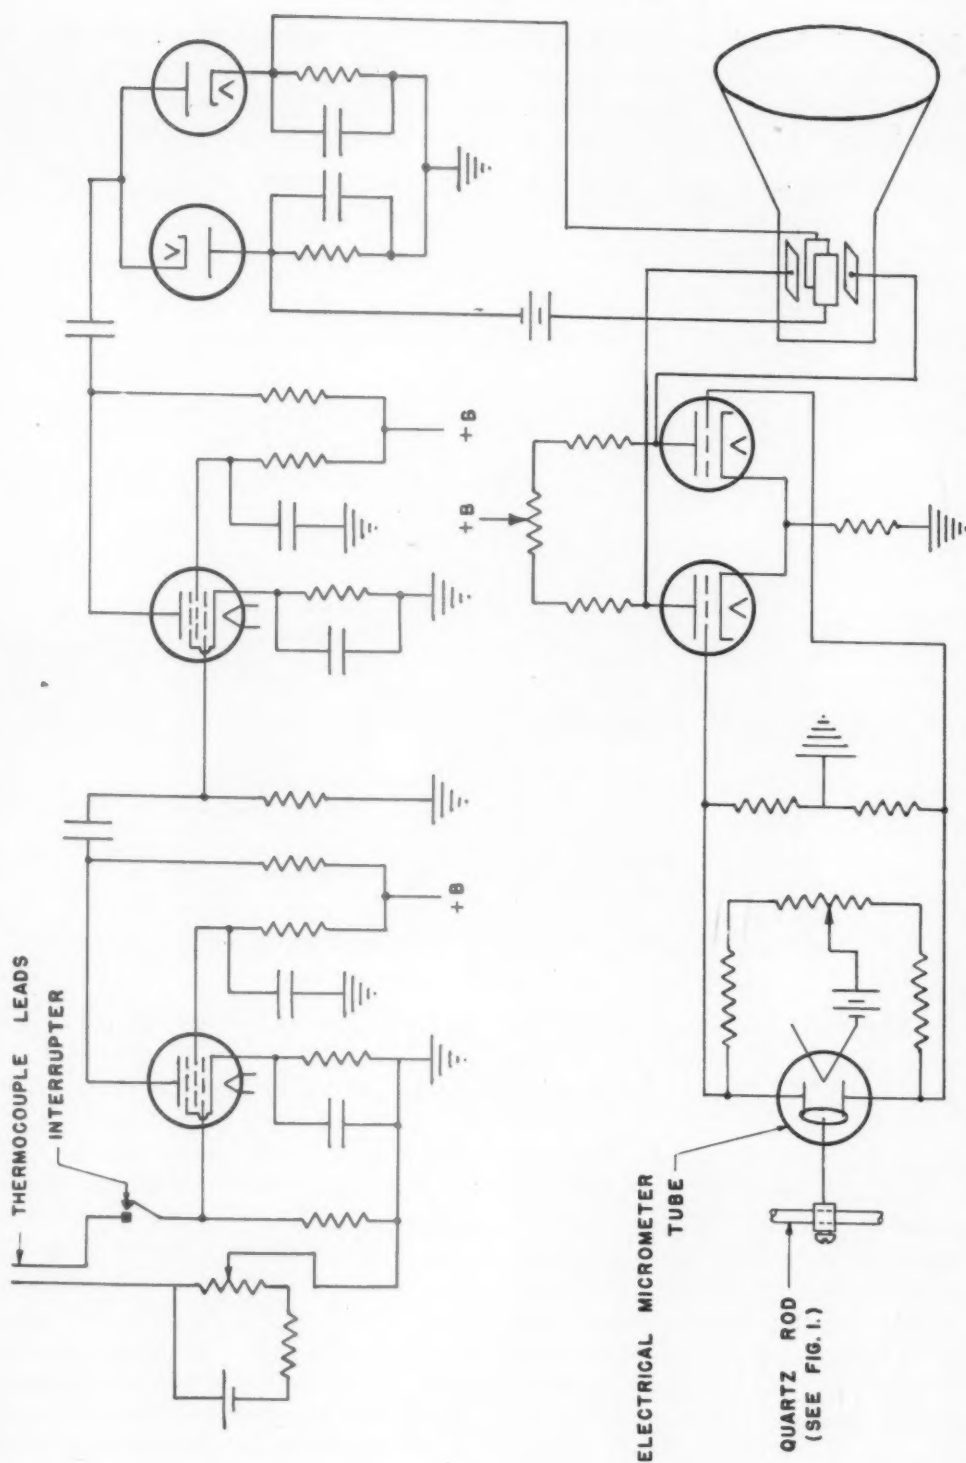 THERMOCOUPLE LEADS
INTERRUPTER
+B
+B
+B
ELECTRICAL MICROMETER
TUBE
QUARTZ ROD
(SEE FIG. I.)